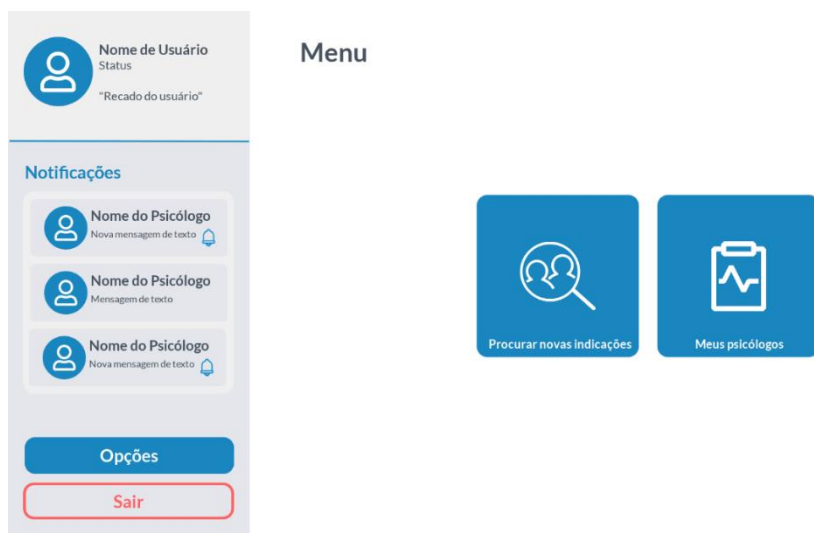 Nome de Usuário
Status
"Recado do usuário"
Menu
Notificações
Nome do Psicólogo
Nova mensagem de texto
Nome do Psicólogo
Mensagem de texto
Nome do Psicólogo
Nova mensagem de texto
Procurar novas indicações
Meus psicólogos
Opções
Sair